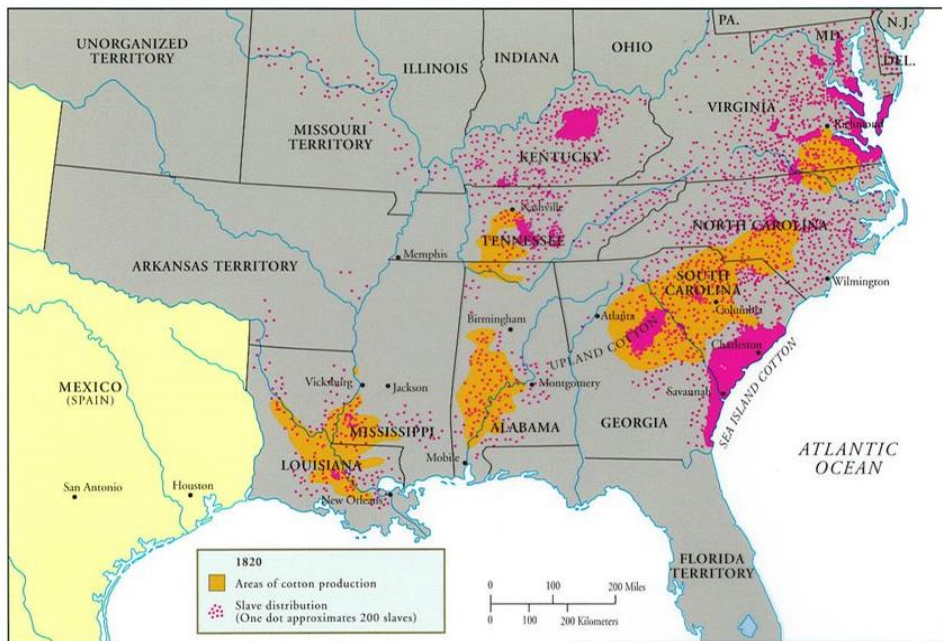 PA.
N.J.
UNORGANIZED
TERRITORY
ILLINOIS
INDIANA
OHIO
MD.
DEL.
VIRGINIA
MISSOURI
TERRITORY
Richmond
KENTUCKY
Nashville
NORTH CAROLINA
TENNESSEE
Memphis
ARKANSAS TERRITORY
SOUTH
CAROLINA
Wilmington
Columbia
Birmingham
Atlanta
UPLAND COTTON
Charleston
MEXICO
(SPAIN)
Vicksburg
Jackson
Montgomery
Savannah
SEA ISLAND COTTON
MISSISSIPPI
ALABAMA
GEORGIA
ATLANTIC
OCEAN
LOUISIANA
Mobile
San Antonio
Houston
New Orleans
FLORIDA
TERRITORY
1820
Areas of cotton production
Slave distribution
(One dot approximates 200 slaves)
0 100 200 Miles
0 100 200 Kilometers